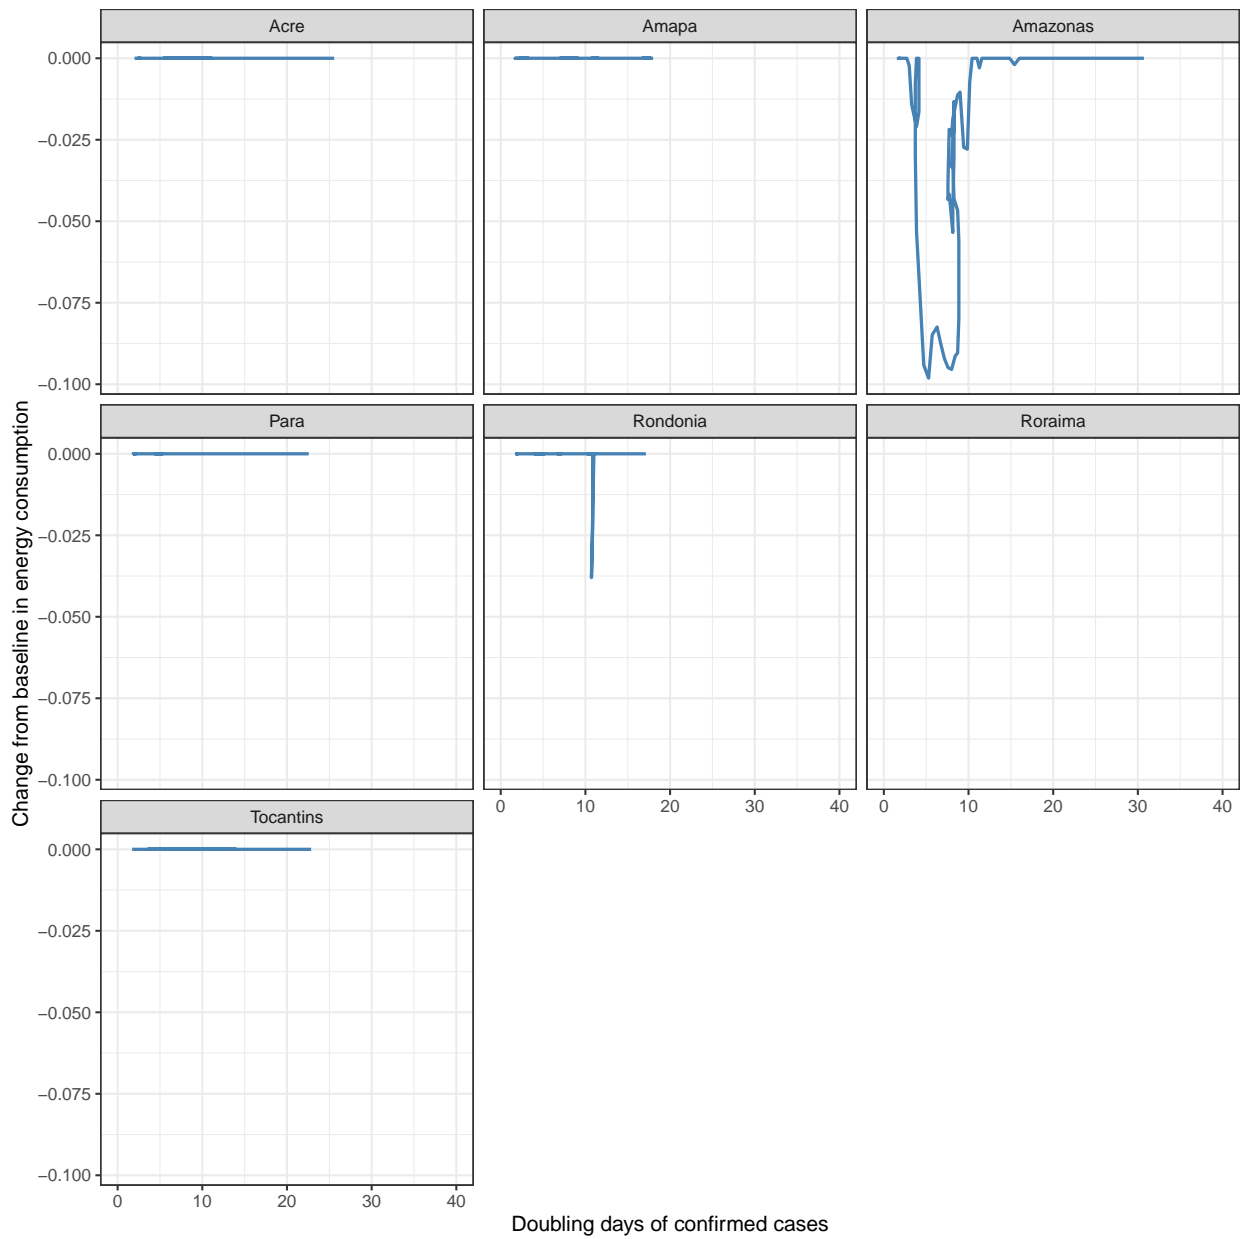 Acre Amapa Amazonas
0.000
−0.025
−0.050
−0.075
−0.100
Para Rondonia Roraima
0.000
−0.025
−0.050
−0.075
−0.100
0 10 20 30 40 0 10 20 30 40
Tocantins
0.000
−0.025
−0.050
−0.075
−0.100
0 10 20 30 40
Change from baseline in energy consumption
Doubling days of confirmed cases